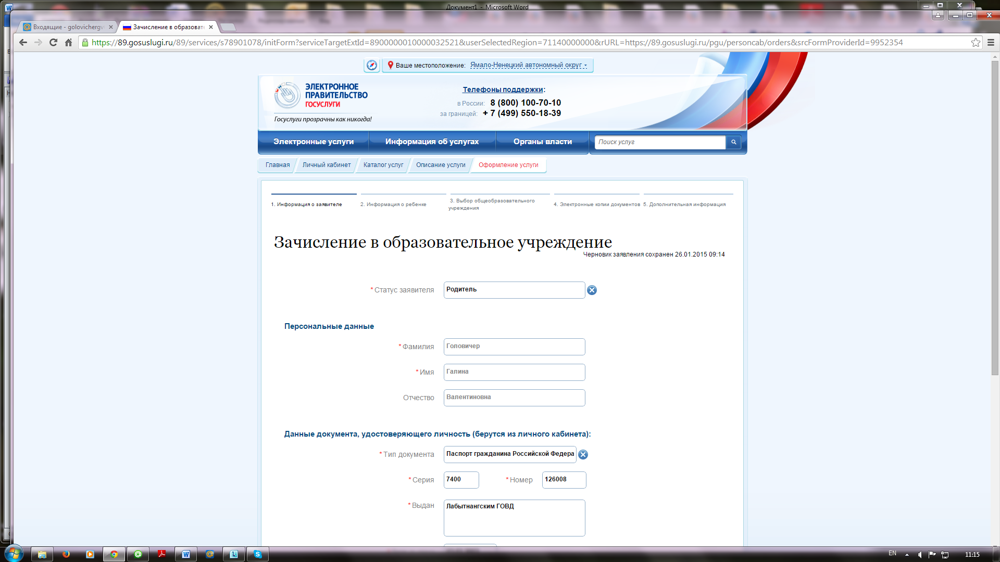 Документ1 - Microsoft Word
Входящие - golovichergv
Зачисление в образоват
https://89.gosuslugi.ru/89/services/s78901078/initForm?serviceTargetExtId=8900000010000032521&userSelectedRegion=71140000000&rURL=https://89.gosuslugi.ru/pgu/personcab/orders&srcFormProviderId=9952354
Ваше местоположение: Ямало-Ненецкий автономный округ
ЭЛЕКТРОННОЕ
ПРАВИТЕЛЬСТВО
ГОСУСЛУГИ
Госуслуги прозрачны как никогда!
Телефоны поддержки:
в России: 8 (800) 100-70-10
за границей: + 7 (499) 550-18-39
Электронные услуги Информация об услугах Органы власти Поиск услуг
Главная Личный кабинет Каталог услуг Описание услуги Оформление услуги
1. Информация о заявителе
2. Информация о ребенке
3. Выбор общеобразовательного
учреждения
4. Электронные копии документов
5. Дополнительная информация
Зачисление в образовательное учреждение
Черновик заявления сохранен 26.01.2015 09:14
* Статус заявителя Родитель
Персональные данные
* Фамилия Головичер
* Имя Галина
Отчество Валентиновна
Данные документа, удостоверяющего личность (берутся из личного кабинета):
* Тип документа Паспорт гражданина Российской Федера
* Серия 7400 * Номер 126008
* Выдан Лабытнангским ГОВД
EN 11:15